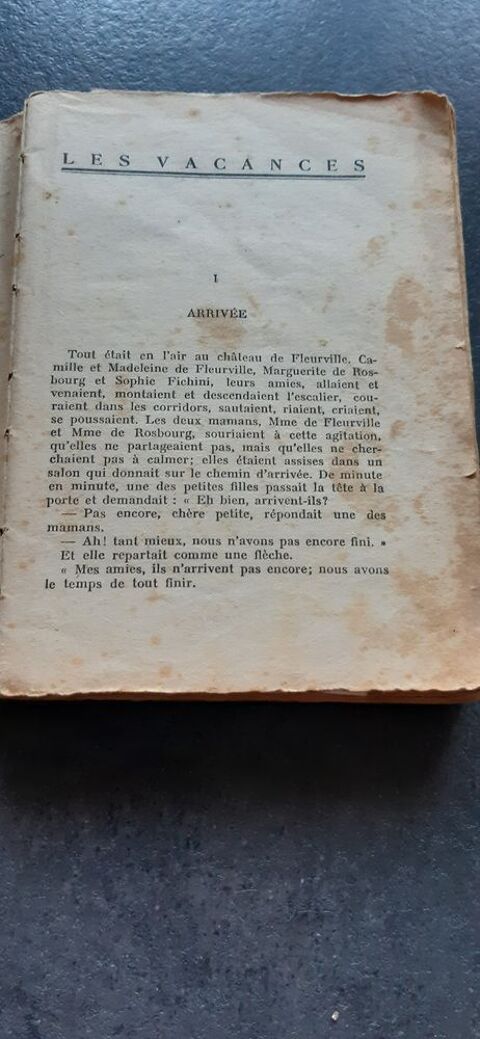 LES VACANCES
I
ARRIVÉE
Tout était en l'air au château de Fleurville. Ca-
mille et Madeleine de Fleurville, Marguerite de Ros-
bourg et Sophie Fichini, leurs amies, allaient et
venaient, montaient et descendaient l'escalier, cou-
raient dans les corridors, sautaient, riaient, criaient,
se poussaient. Les deux mamans, Mme de Fleurville
et Mme de Rosbourg, souriaient à cette agitation,
qu'elles ne partageaient pas, mais qu'elles ne cher-
chaient pas à calmer; elles étaient assises dans un
salon qui donnait sur le chemin d'arrivée. De minute
en minute, une des petites filles passait la tête à la
porte et demandait : « Eh bien, arrivent-ils?
— Pas encore, chère petite, répondait une des
mamans.
— Ah! tant mieux, nous n'avons pas encore fini. »
Et elle repartait comme une flèche.
« Mes amies, ils n'arrivent pas encore; nous avons
le temps de tout finir.